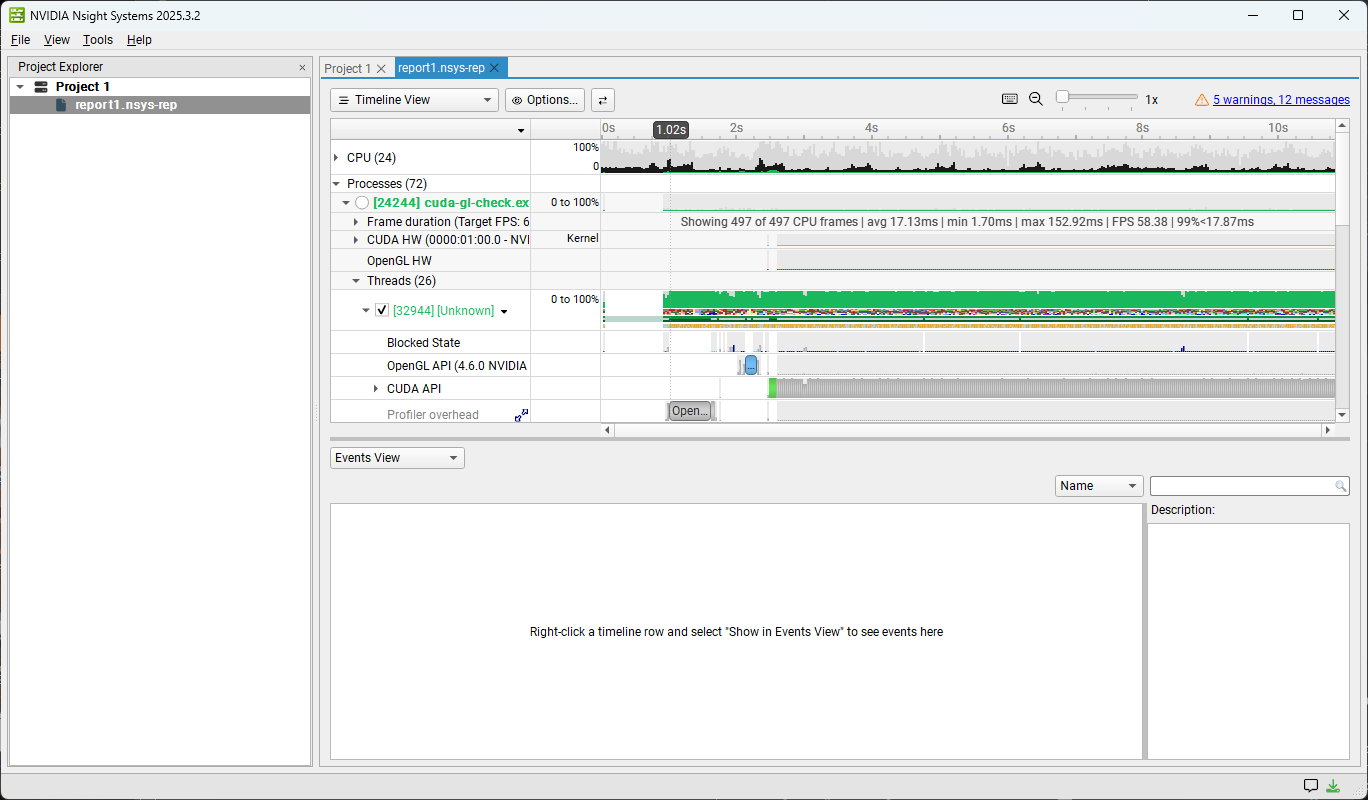 NVIDIA Nsight Systems 2025.3.2
File View Tools Help
Project Explorer
Project 1
report1.nsys-rep
Project 1
report1.nsys-rep
Timeline View
Options...
1x
5 warnings, 12 messages
0s 1.02s 2s 4s 6s 8s 10s
CPU (24)
100%
0
Processes (72)
[24244] cuda-gl-check.ex
0 to 100%
Frame duration (Target FPS: 6
Showing 497 of 497 CPU frames | avg 17.13ms | min 1.70ms | max 152.92ms | FPS 58.38 | 99%<17.87ms
CUDA HW (0000:01:00.0 - NVI
Kernel
OpenGL HW
Threads (26)
[32944] [Unknown]
0 to 100%
Blocked State
OpenGL API (4.6.0 NVIDIA
...
CUDA API
Profiler overhead
Open...
Events View
Name
Description:
Right-click a timeline row and select "Show in Events View" to see events here